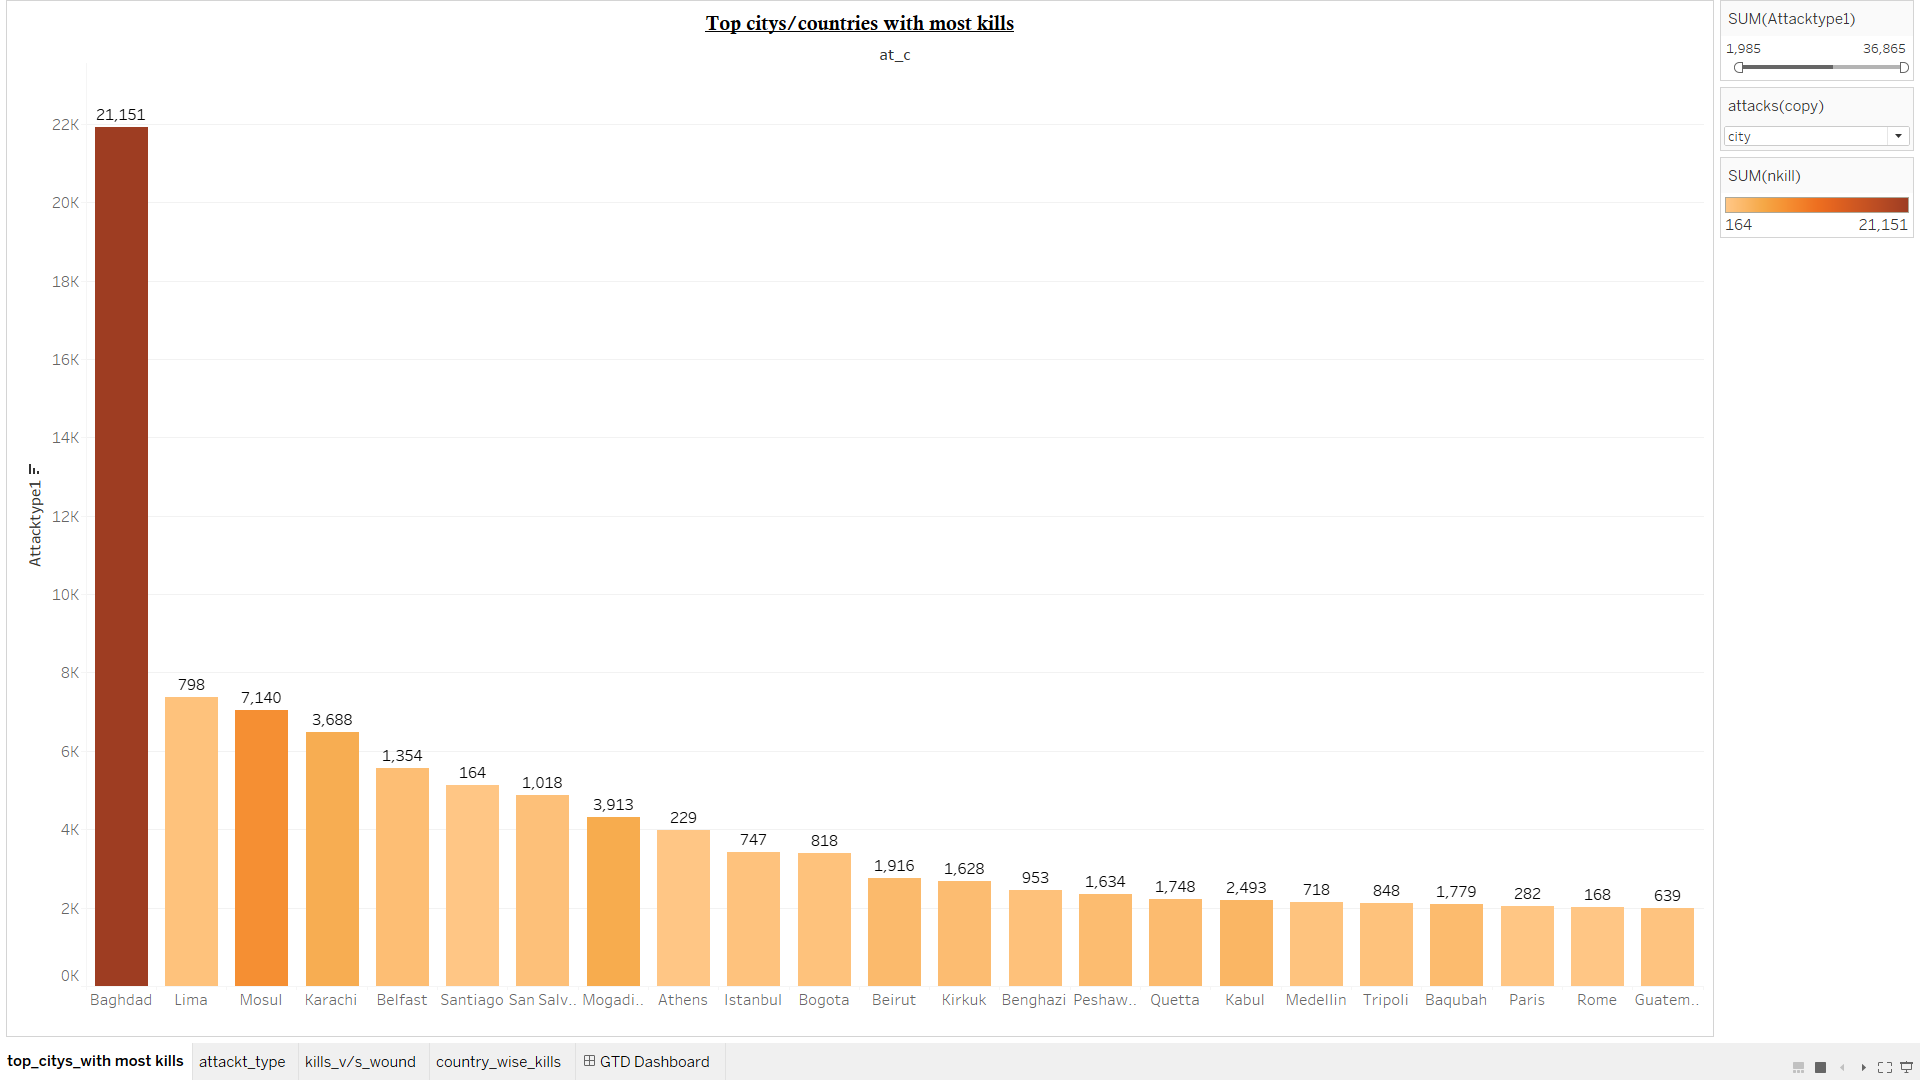 Top citys/countries with most kills
at_c
21,151
22K
20K
18K
16K
14K
12K
10K
8K
6K
4K
2K
0K
Attacktype1
798
7,140
3,688
1,354
164
1,018
3,913
229
747
818
1,916
1,628
953
1,634
1,748
2,493
718
848
1,779
282
168
639
Baghdad Lima Mosul Karachi Belfast Santiago San Salv.. Mogadi.. Athens Istanbul Bogota Beirut Kirkuk Benghazi Peshaw.. Quetta Kabul Medellin Tripoli Baqubah Paris Rome Guatem..
SUM(Attacktype1)
1,985 36,865
attacks(copy)
city
SUM(nkill)
164 21,151
top_citys_with most kills attackt_type kills_v/s_wound country_wise_kills GTD Dashboard